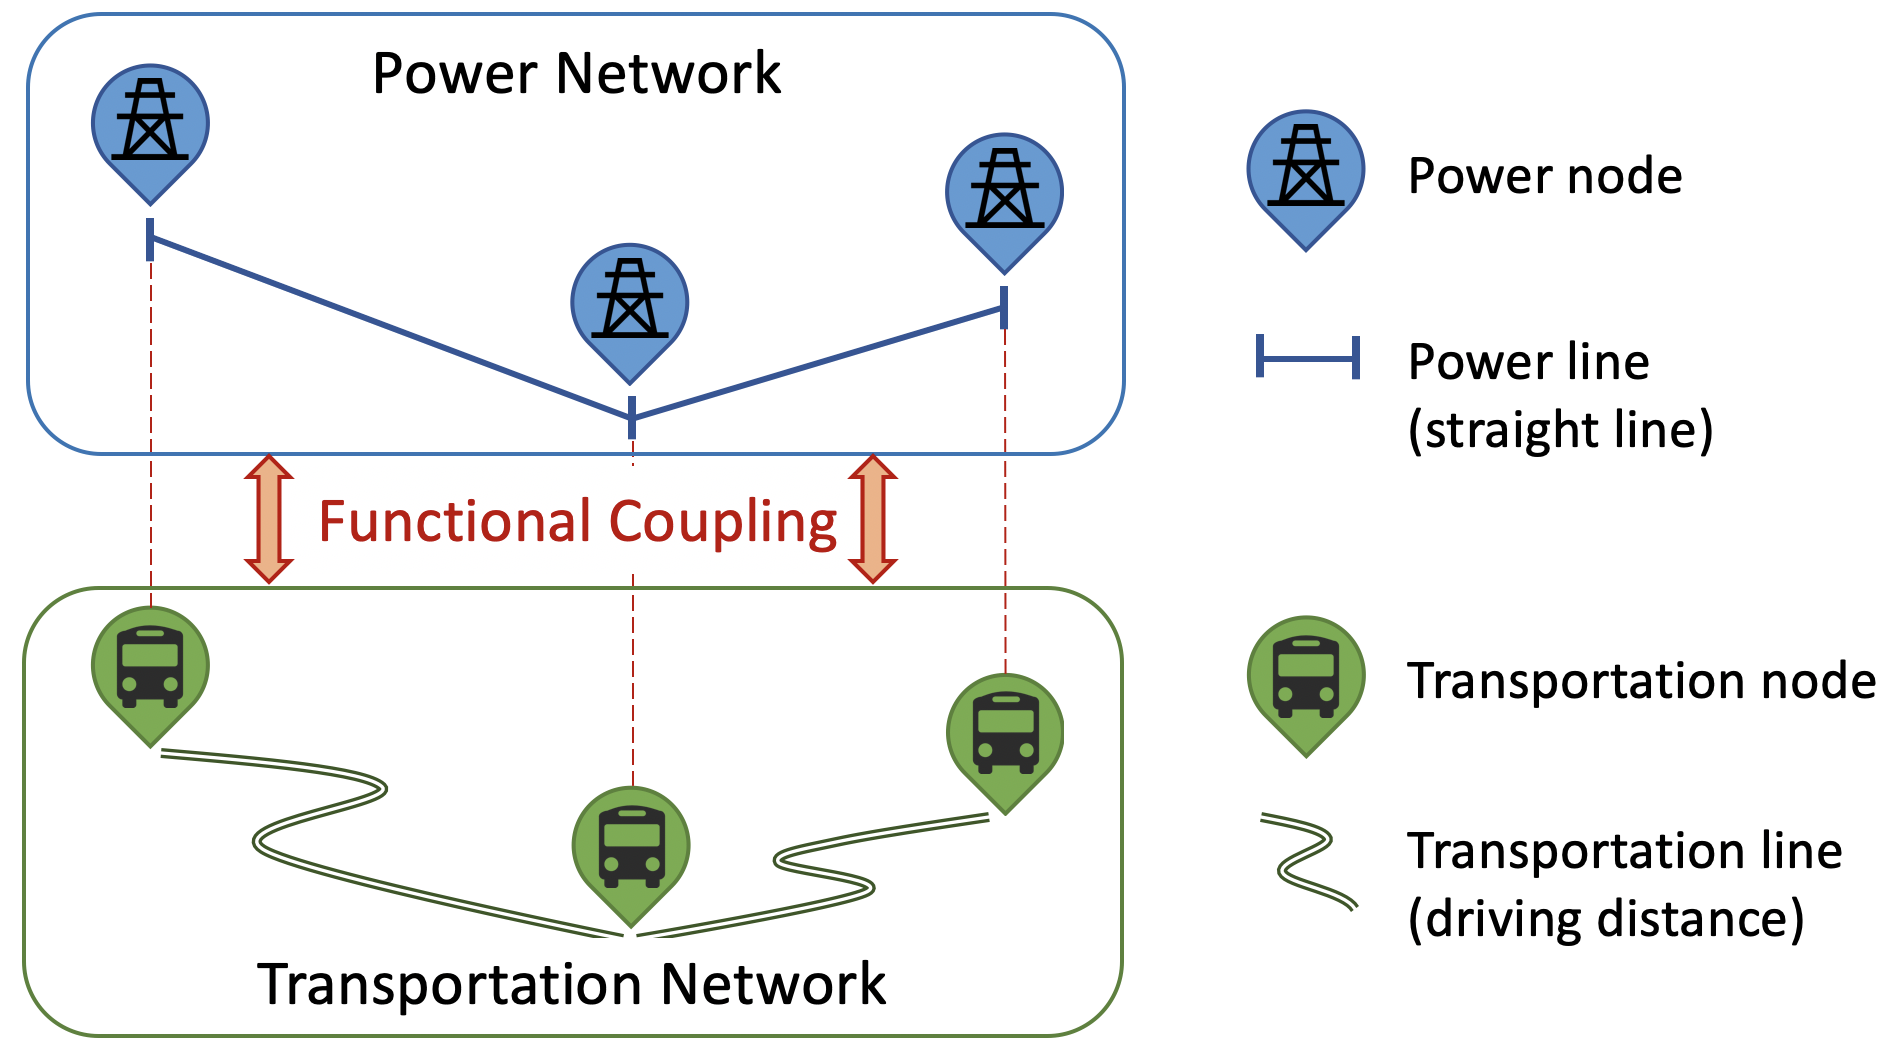 Power Network
Functional Coupling
Transportation Network
Power node
Power line
(straight line)
Transportation node
Transportation line
(driving distance)